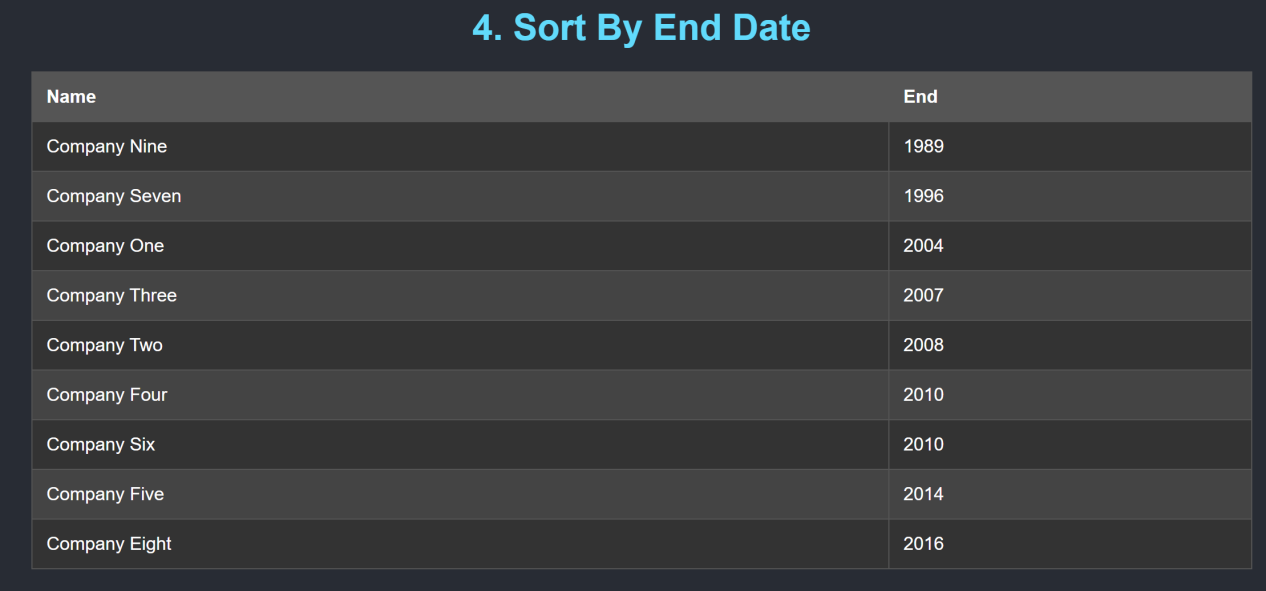 4. Sort By End Date
Name End
Company Nine 1989
Company Seven 1996
Company One 2004
Company Three 2007
Company Two 2008
Company Four 2010
Company Six 2010
Company Five 2014
Company Eight 2016